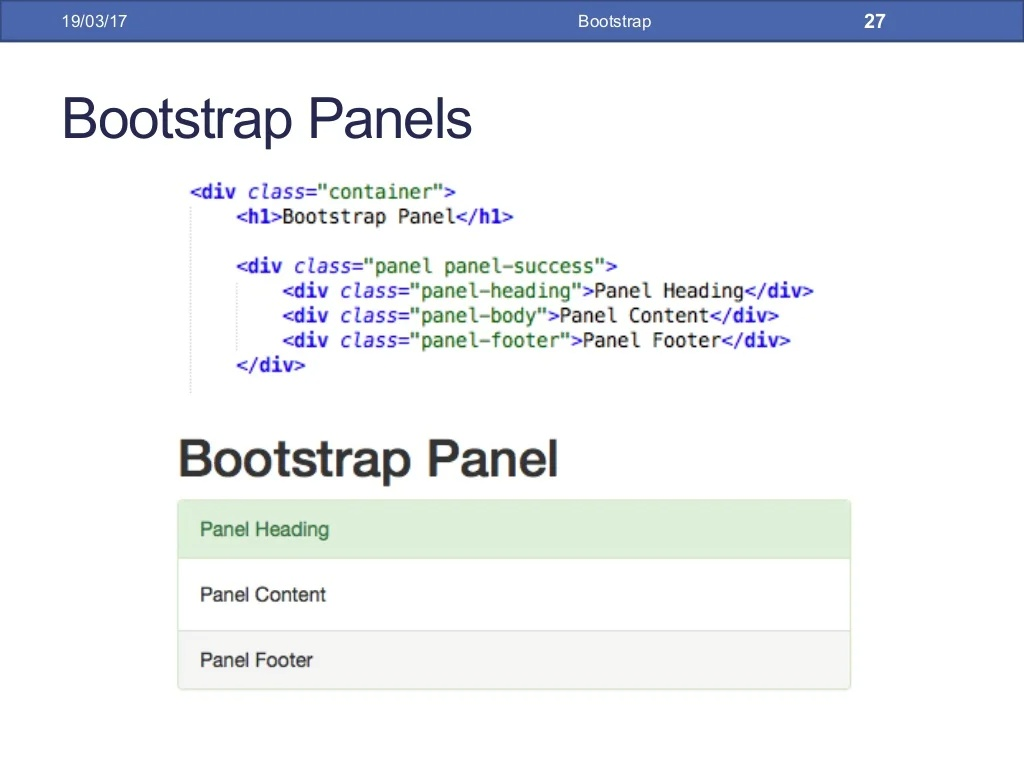 19/03/17 Bootstrap 27
Bootstrap Panels
<div class="container">
<h1>Bootstrap Panel</h1>
<div class="panel panel-success">
<div class="panel-heading">Panel Heading</div>
<div class="panel-body">Panel Content</div>
<div class="panel-footer">Panel Footer</div>
</div>
Bootstrap Panel
Panel Heading
Panel Content
Panel Footer